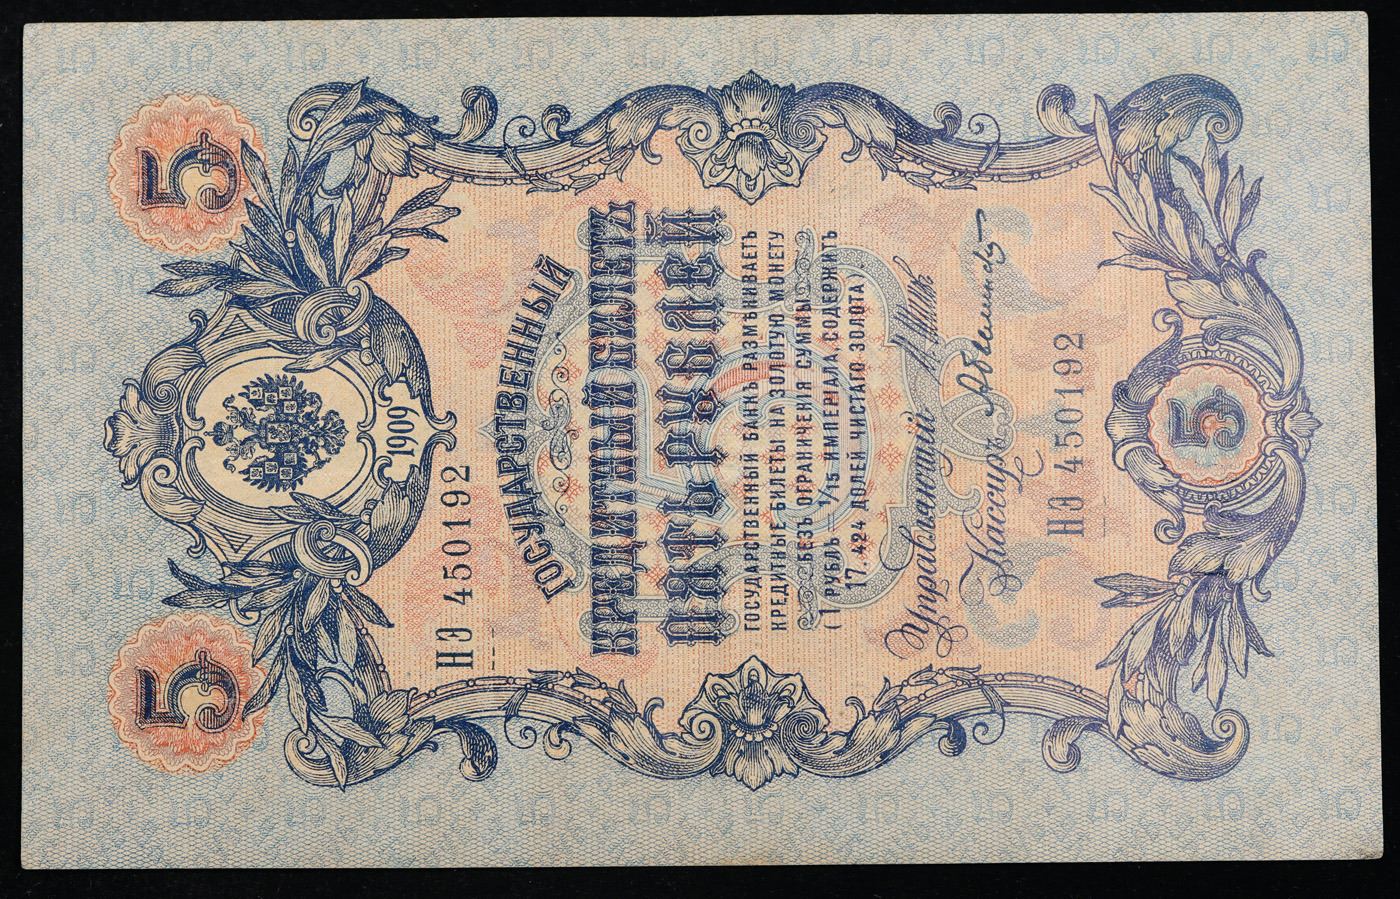 5 5
1909
НЭ 450192
ГОСУДАРСТВЕННЫЙ
КРЕДИТНЫЙ БИЛЕТЪ
ПЯТЬ РУБЛЕЙ
ГОСУДАРСТВЕННЫЙ БАНКЪ РАЗМѢНИВАЕТЪ
КРЕДИТНЫЕ БИЛЕТЫ НА ЗОЛОТУЮ МОНЕТУ
БЕЗЪ ОГРАНИЧЕНІЯ СУММЫ
(1 РУБЛЬ = 1/15 ИМПЕРІАЛА, СОДЕРЖИТЪ
17,424 ДОЛЕЙ ЧИСТАГО ЗОЛОТА)
Управляющій
Кассиръ
НЭ 450192
5